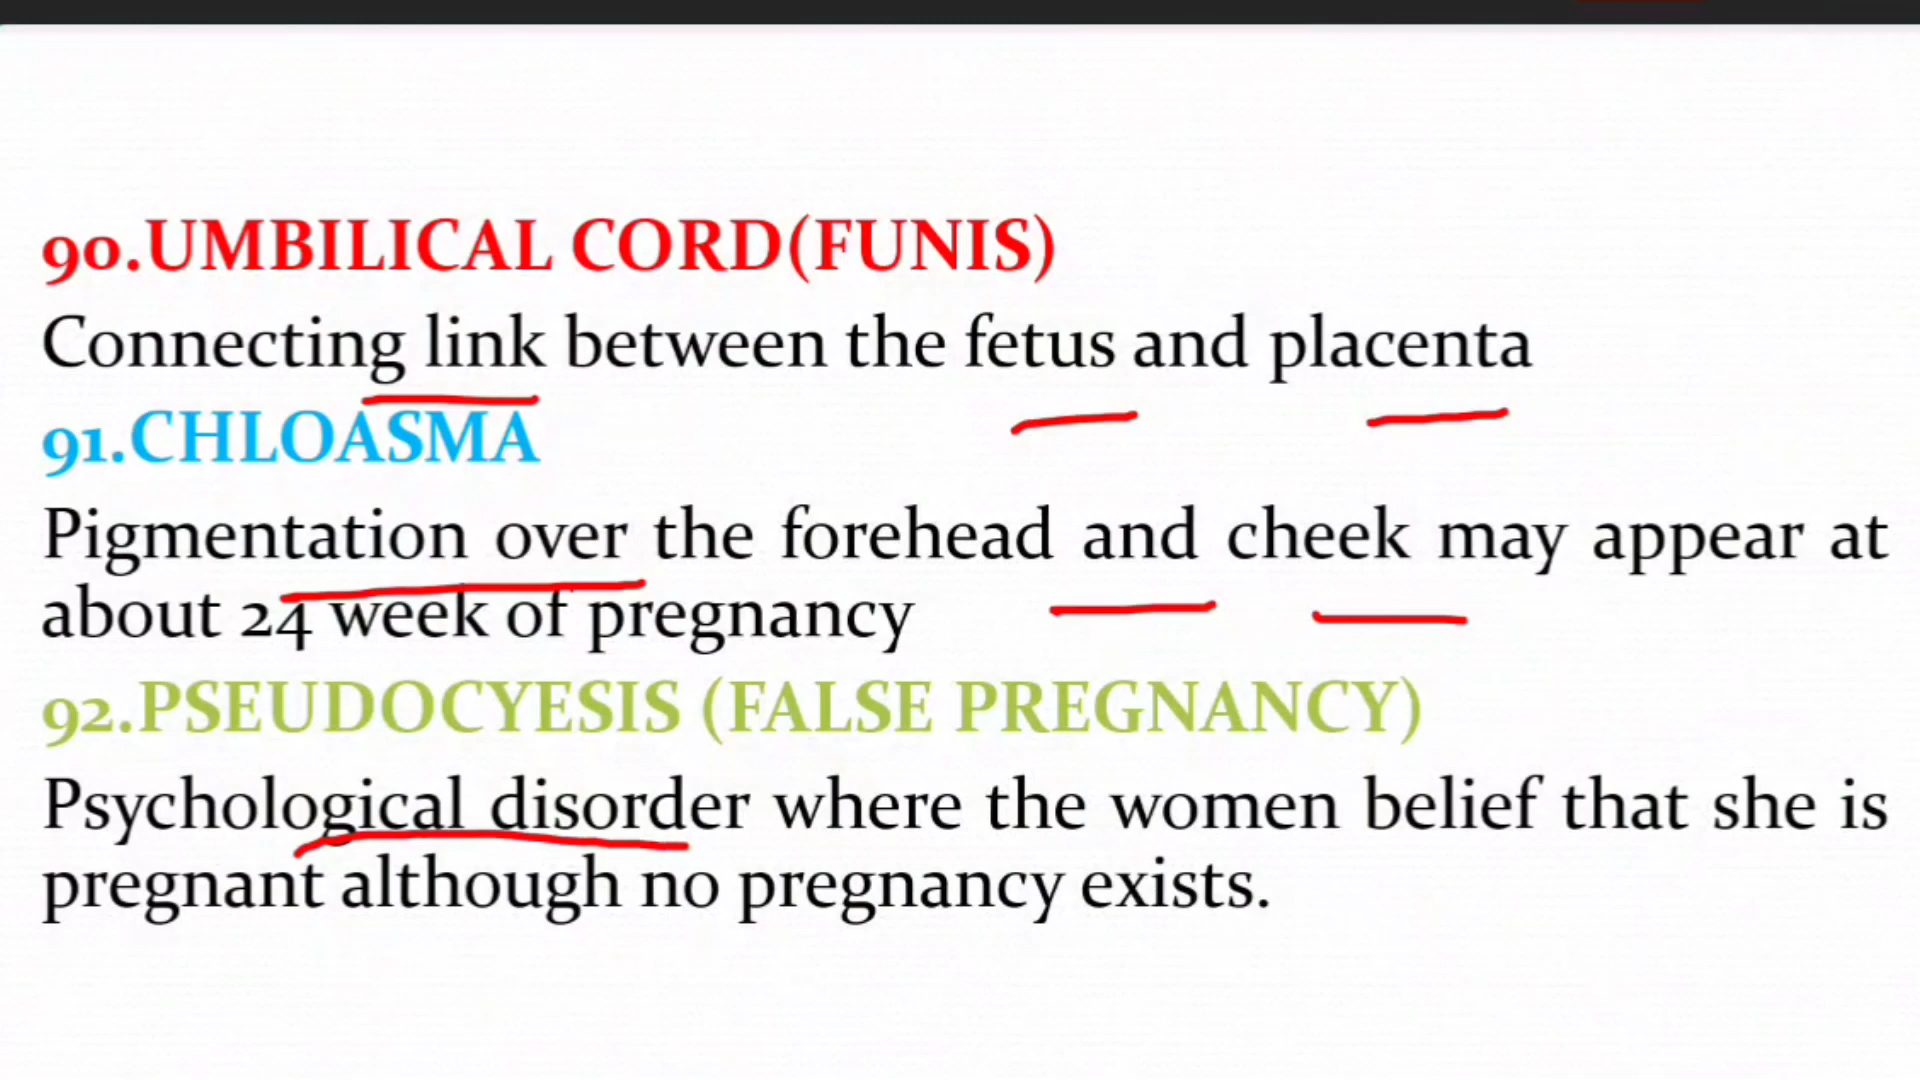 90.UMBILICAL CORD(FUNIS)
Connecting link between the fetus and placenta
91.CHLOASMA
Pigmentation over the forehead and cheek may appear at
about 24 week of pregnancy
92.PSEUDOCYESIS (FALSE PREGNANCY)
Psychological disorder where the women belief that she is
pregnant although no pregnancy exists.